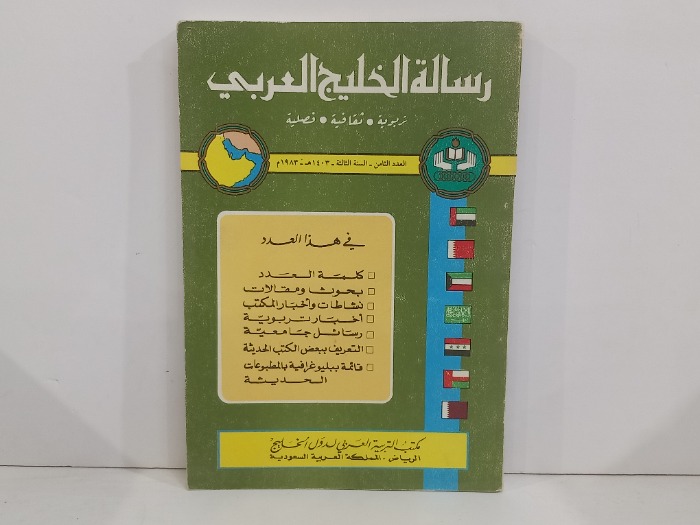 رسالة الخليج العربي
تربوية • ثقافية • فصلية
العدد الثامن - السنة الثالثة - ١٤٠٣هـ - ١٩٨٣م
في هذا العدد
□ كلمة العدد
□ بحوث ومقالات
□ نشاطات وأخبار المكتب
□ أخبار تربوية
□ رسائل جامعية
□ التعريف ببعض الكتب الحديثة
□ قائمة ببليوغرافية بالمطبوعات
الحديثة
مكتب التربية العربي لدول الخليج
الرياض - المملكة العربية السعودية